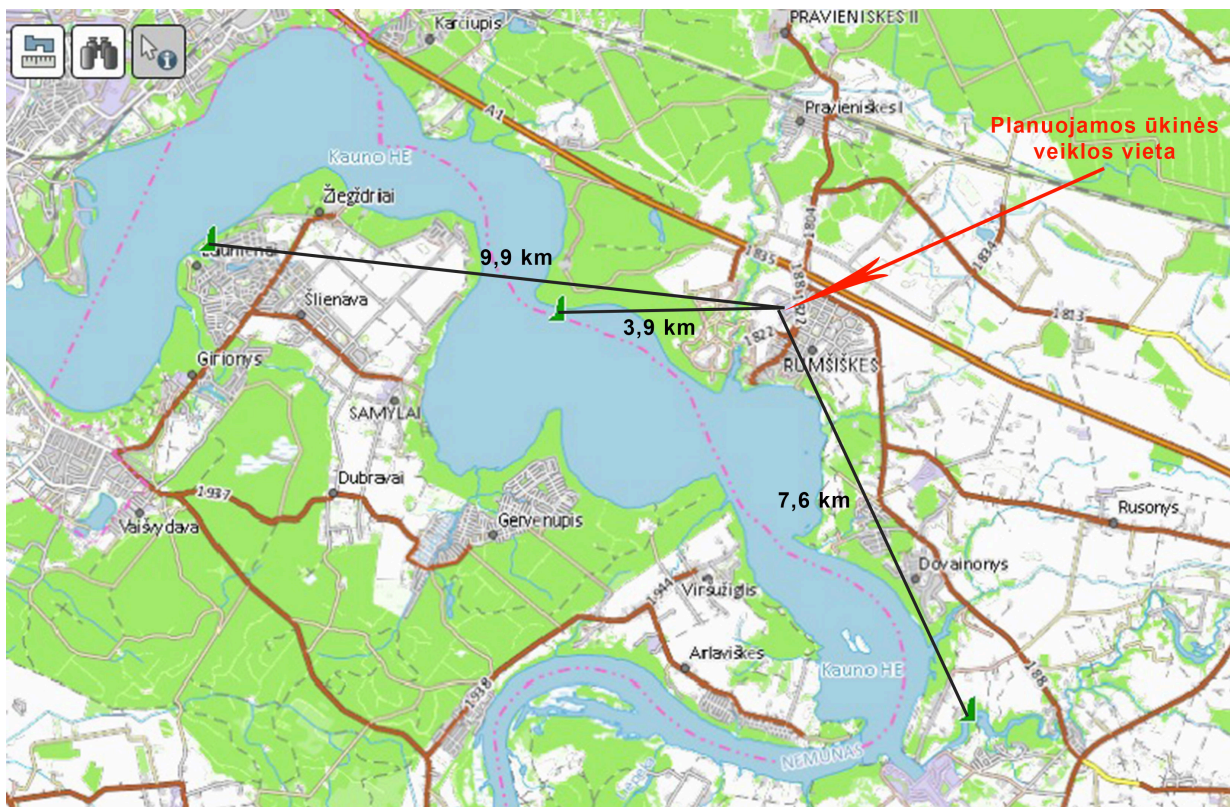 PRAVIENIŠKĖS II
Karčiupis
A1
Pravieniškės I
Planuojamos ūkinės
veiklos vieta
Kauno HE
Žiegždriai
1804
1834
1835
9,9 km
Šlienava
3,9 km
1822
1813
RUMŠIŠKĖS
Girionys
SAMYLAI
Dubravai
1937
7,6 km
Vaišvydava
Gervėnupis
Rusonys
Dovainonys
1944
Viršužiglis
Arlaviškės
Kauno HE
1938
188
NEMUNAS